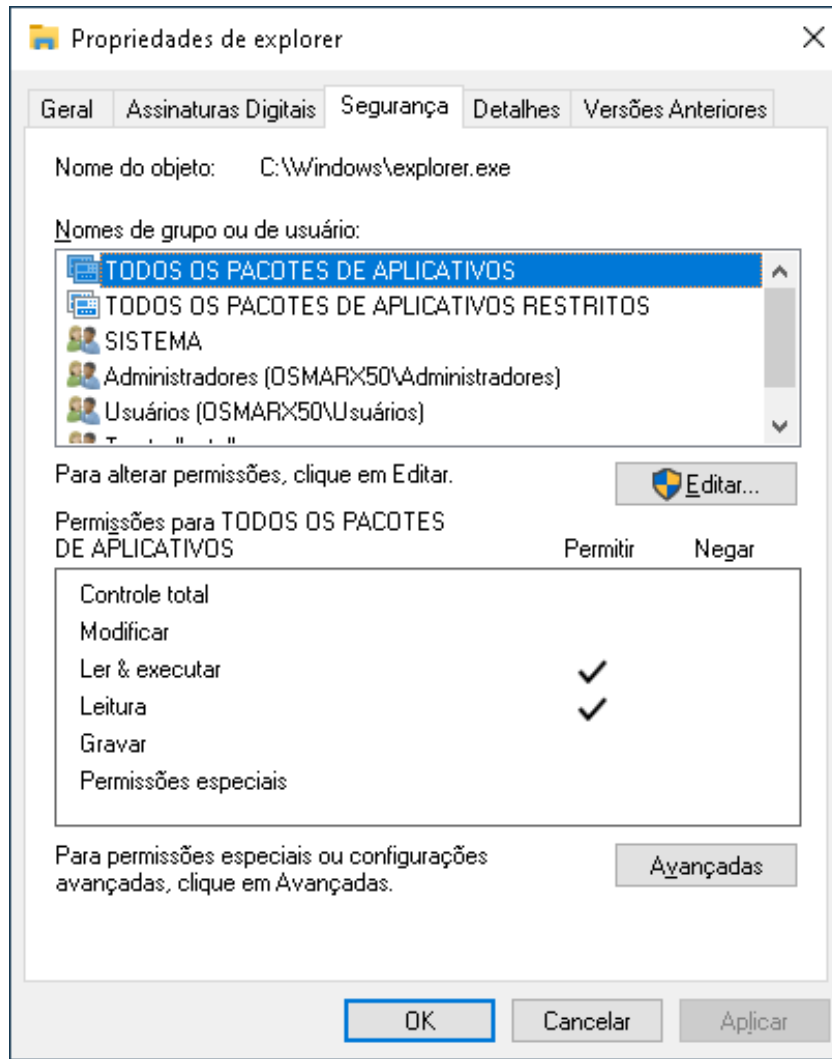 Propriedades de explorer
Geral Assinaturas Digitais Segurança Detalhes Versões Anteriores
Nome do objeto: C:\Windows\explorer.exe
Nomes de grupo ou de usuário:
TODOS OS PACOTES DE APLICATIVOS
TODOS OS PACOTES DE APLICATIVOS RESTRITOS
SISTEMA
Administradores (OSMARX50\Administradores)
Usuários (OSMARX50\Usuários)
Para alterar permissões, clique em Editar.
Editar...
Permissões para TODOS OS PACOTES
DE APLICATIVOS
Permitir Negar
Controle total
Modificar
Ler & executar
Leitura
Gravar
Permissões especiais
Para permissões especiais ou configurações
avançadas, clique em Avançadas.
Avançadas
OK Cancelar Aplicar